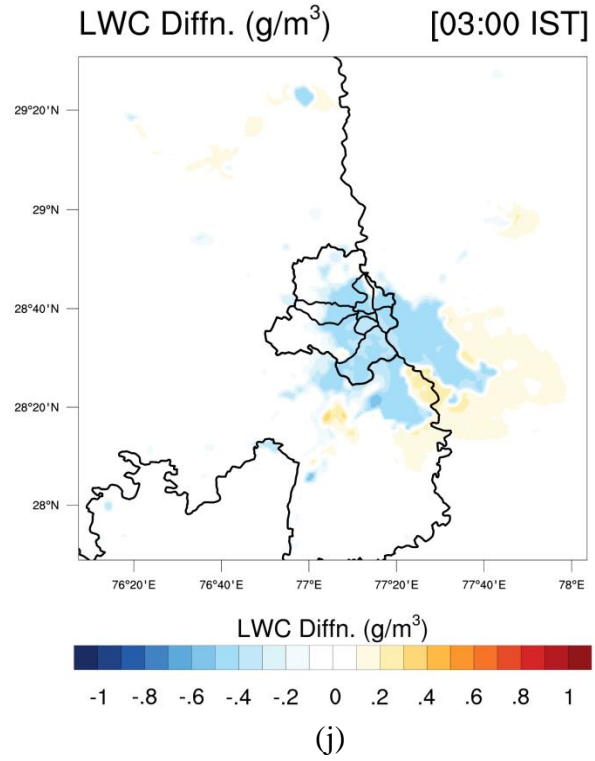 LWC Diffn. (g/m³) [03:00 IST]
29°20'N
29°N
28°40'N
28°20'N
28°N
76°20'E 76°40'E 77°E 77°20'E 77°40'E 78°E
LWC Diffn. (g/m³)
-1 -.8 -.6 -.4 -.2 0 .2 .4 .6 .8 1
(j)